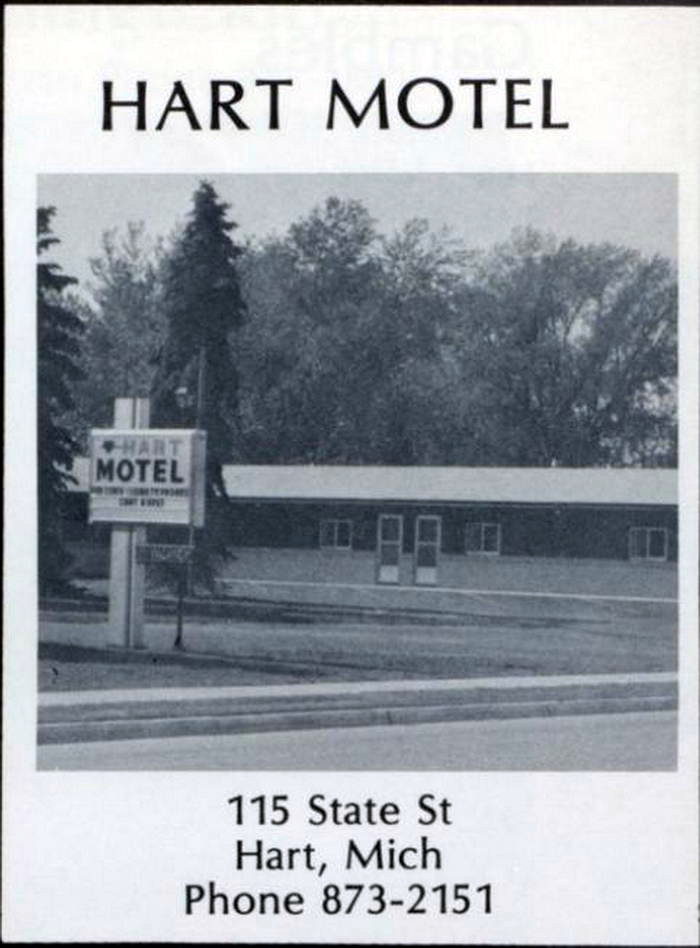 HART MOTEL
HART
MOTEL
115 State St
Hart, Mich
Phone 873-2151